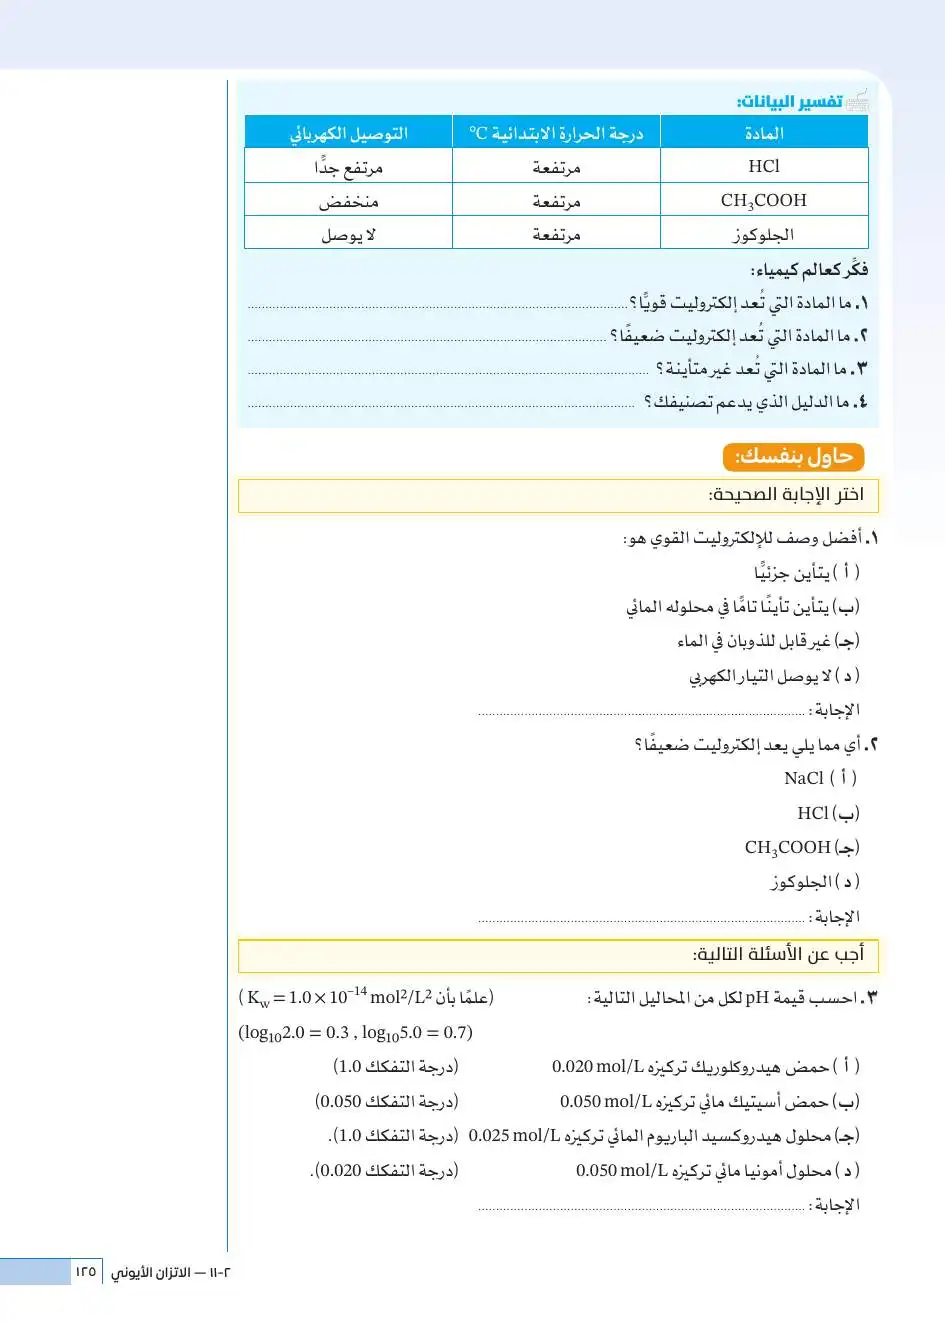 تفسير البيانات:
المادة درجة الحرارة الابتدائية °C التوصيل الكهربائي
HCl مرتفعة مرتفع جدًّا
CH₃COOH مرتفعة منخفض
الجلوكوز مرتفعة لا يوصل
فكِّر كعالم كيمياء:
١. ما المادة التي تُعد إلكتروليت قويًّا؟
٢. ما المادة التي تُعد إلكتروليت ضعيفًا؟
٣. ما المادة التي تُعد غير متأينة؟
٤. ما الدليل الذي يدعم تصنيفك؟
حاول بنفسك:
اختر الإجابة الصحيحة:
١. أفضل وصف للإلكتروليت القوي هو:
( أ ) يتأين جزئيًّا
(ب) يتأين تأينًا تامًّا في محلوله المائي
(جـ) غير قابل للذوبان في الماء
( د ) لا يوصل التيار الكهربي
الإجابة :
٢. أي مما يلي يعد إلكتروليت ضعيفًا؟
( أ ) NaCl
(ب) HCl
(جـ) CH₃COOH
( د ) الجلوكوز
الإجابة :
أجب عن الأسئلة التالية:
٣. احسب قيمة pH لكل من المحاليل التالية: (علمًا بأن K_w = 1.0 × 10⁻¹⁴ mol²/L² )
(log₁₀2.0 = 0.3 , log₁₀5.0 = 0.7)
( أ ) حمض هيدروكلوريك تركيزه 0.020 mol/L (درجة التفكك 1.0)
(ب) حمض أسيتيك مائي تركيزه 0.050 mol/L (درجة التفكك 0.050)
(جـ) محلول هيدروكسيد الباريوم المائي تركيزه 0.025 mol/L (درجة التفكك 1.0).
( د ) محلول أمونيا مائي تركيزه 0.050 mol/L (درجة التفكك 0.020).
الإجابة :
٢-١١ — الاتزان الأيوني ١٢٥